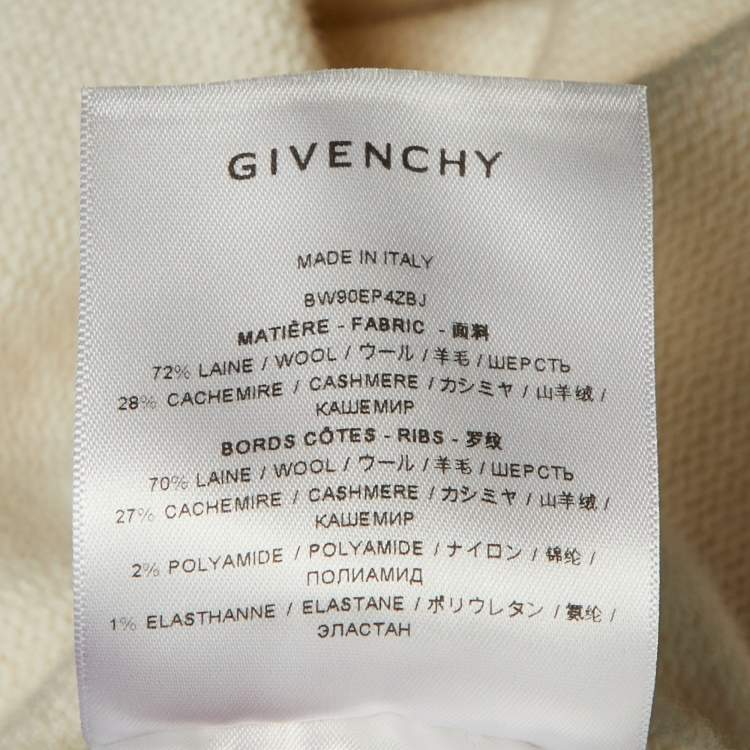 GIVENCHY
MADE IN ITALY
BW90EP4ZBJ
MATIÈRE - FABRIC - 面料
72% LAINE / WOOL / ウール / 羊毛 / ШЕРСТЬ
28% CACHEMIRE / CASHMERE / カシミヤ / 山羊绒 /
КАШЕМИР
BORDS CÔTES - RIBS - 罗纹
70% LAINE / WOOL / ウール / 羊毛 / ШЕРСТЬ
27% CACHEMIRE / CASHMERE / カシミヤ / 山羊绒 /
КАШЕМИР
2% POLYAMIDE / POLYAMIDE / ナイロン / 锦纶 /
ПОЛИАМИД
1% ELASTHANNE / ELASTANE / ポリウレタン / 氨纶 /
ЭЛАСТАН